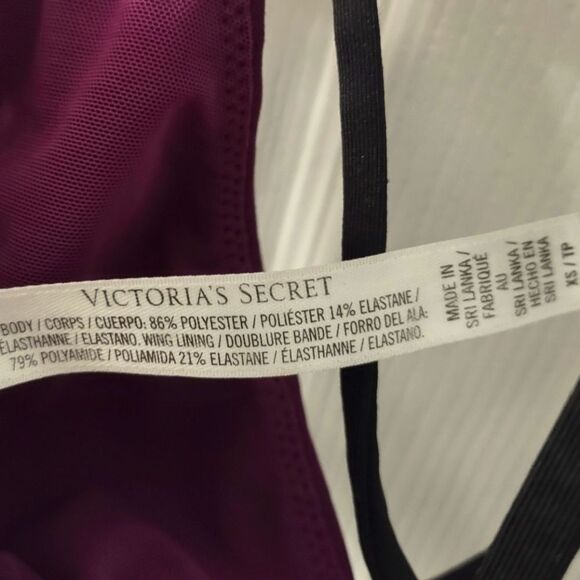 VICTORIA'S SECRET
BODY / CORPS / CUERPO: 86% POLYESTER / POLIÉSTER 14% ELASTANE /
ÉLASTHANNE / ELASTANO. WING LINING / DOUBLURE BANDE / FORRO DEL ALA:
79% POLYAMIDE / POLIAMIDA 21% ELASTANE / ÉLASTHANNE / ELASTANO.
MADE IN
SRI LANKA /
FABRIQUÉ
AU
SRI LANKA /
HECHO EN
SRI LANKA
XS / TP